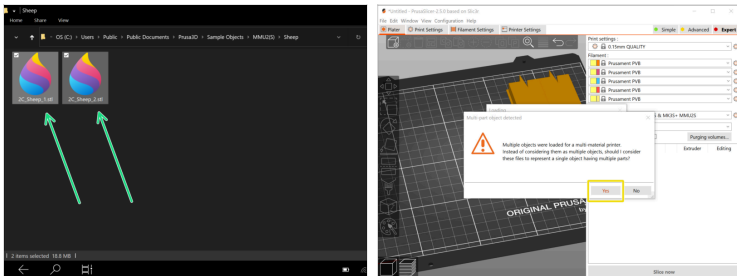 Sheep
Home Share View
OS (C:) › Users › Public › Public Documents › Prusa3D › Sample Objects › MMU2(S) › Sheep
2C_Sheep_1.stl
2C_Sheep_2.stl
2 items selected 18.8 MB
*Untitled - PrusaSlicer-2.5.0 based on Slic3r
File Edit Window View Configuration Help
Plater Print Settings Filament Settings Printer Settings
Simple Advanced Expert
Print settings :
0.15mm QUALITY
Filament :
Prusament PVB
Prusament PVB
Prusament PVB
Prusament PVB
Prusament PVB
S & MK3S+ MMU2S
Purging volumes...
Extruder Editing
Loading...
Multi-part object detected
Multiple objects were loaded for a multi-material printer.
Instead of considering them as multiple objects, should I consider
these files to represent a single object having multiple parts?
Yes No
ORIGINAL PRUSA
Slice now